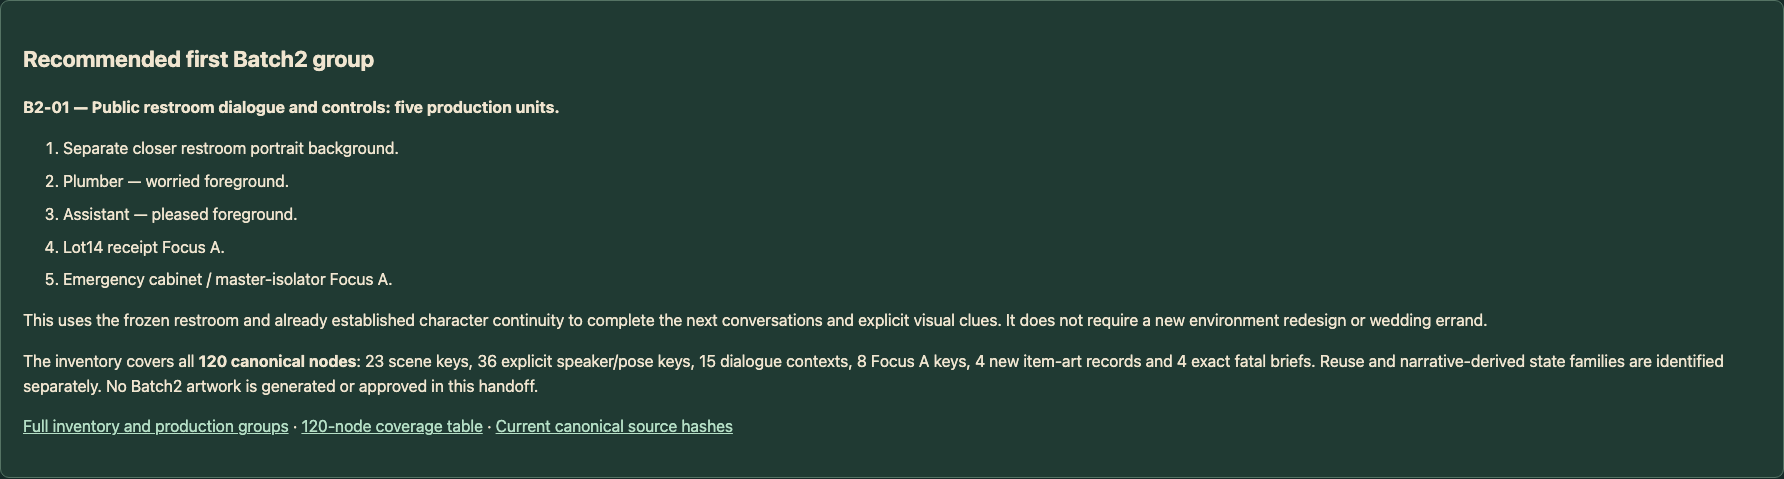 Recommended first Batch2 group
B2-01 — Public restroom dialogue and controls: five production units.
1. Separate closer restroom portrait background.
2. Plumber — worried foreground.
3. Assistant — pleased foreground.
4. Lot14 receipt Focus A.
5. Emergency cabinet / master-isolator Focus A.
This uses the frozen restroom and already established character continuity to complete the next conversations and explicit visual clues. It does not require a new environment redesign or wedding errand.
The inventory covers all 120 canonical nodes: 23 scene keys, 36 explicit speaker/pose keys, 15 dialogue contexts, 8 Focus A keys, 4 new item-art records and 4 exact fatal briefs. Reuse and narrative-derived state families are identified
separately. No Batch2 artwork is generated or approved in this handoff.
Full inventory and production groups · 120-node coverage table · Current canonical source hashes